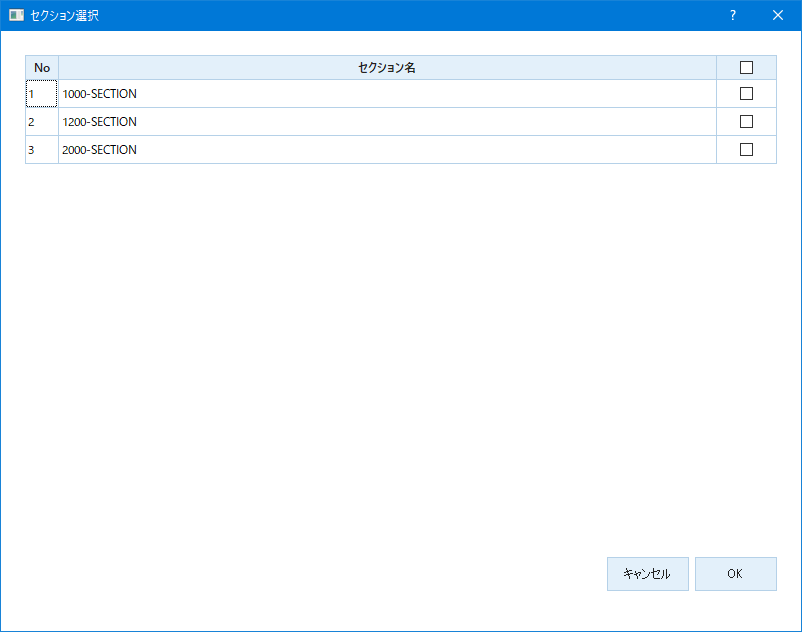 セクション選択 ?
No セクション名
1 1000-SECTION
2 1200-SECTION
3 2000-SECTION
キャンセル OK